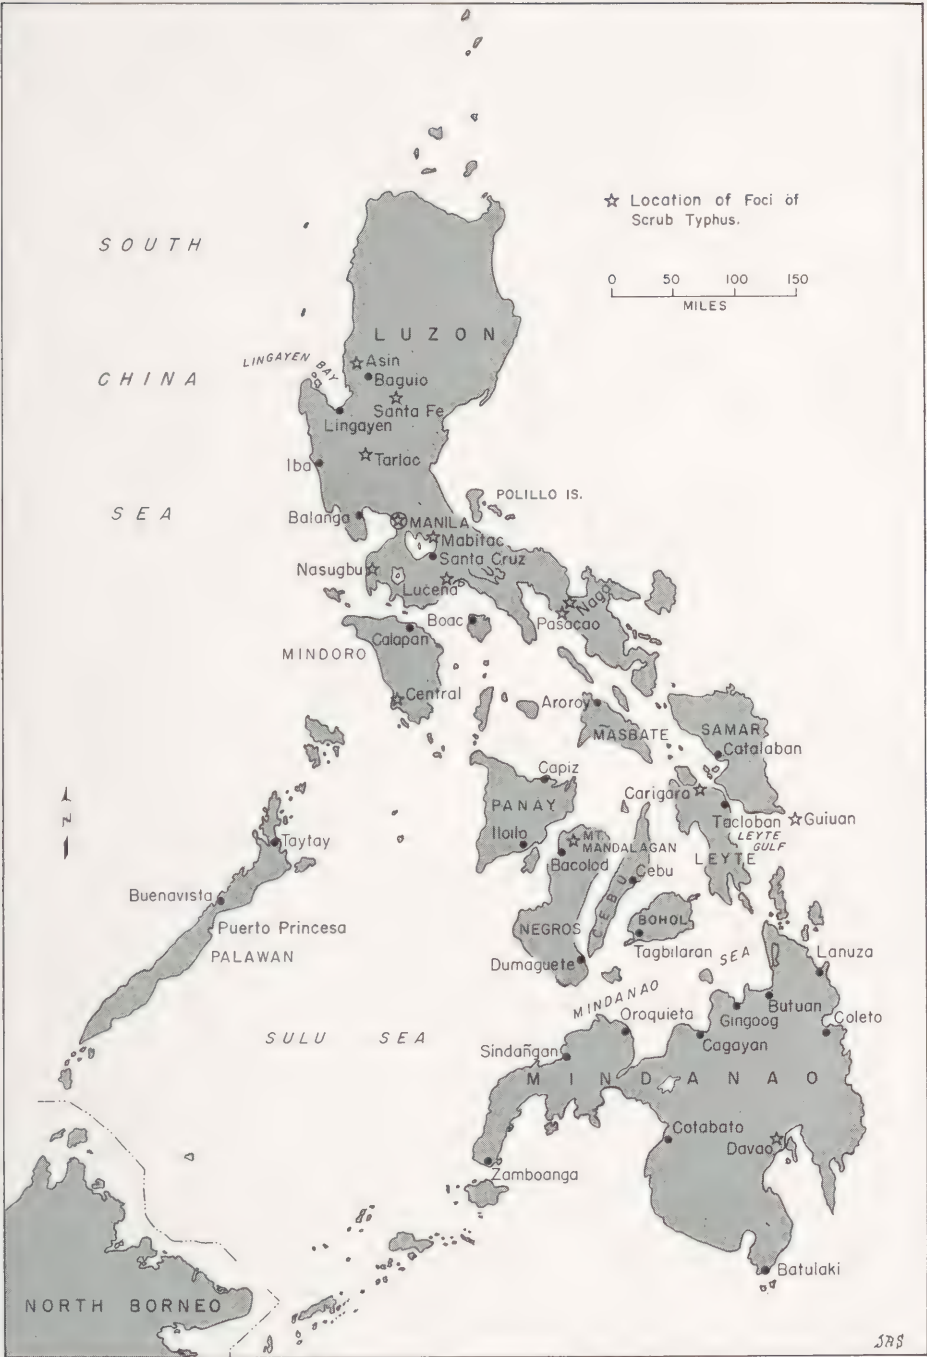 ☆ Location of Foci of
Scrub Typhus.
0 50 100 150
MILES
SOUTH
CHINA
SEA
LUZON
LINGAYEN BAY
Asin
Baguio
Santa Fe
Lingayen
Tarlac
Iba
POLILLO IS.
Balanga
MANILA
Mabitac
Santa Cruz
Nasugbu
Lucena
Naga
Pasacao
Boac
Calapan
MINDORO
Central
Aroroy
MASBATE
SAMAR
Catalaban
Capiz
Carigara
PANAY
Tacloban
Guiuan
LEYTE
GULF
Iloilo
MT.
MANDALAGAN
LEYTE
Bacolod
Cebu
CEBU
N
Taytay
Buenavista
Puerto Princesa
PALAWAN
NEGROS
BOHOL
Tagbilaran
Dumaguete
MINDANAO SEA
Lanuza
Butuan
Gingoog
Coleto
Oroquieta
Cagayan
SULU SEA
Sindañgan
MINDANAO
Cotabato
Davao
Zamboanga
Batulaki
NORTH BORNEO
JRS